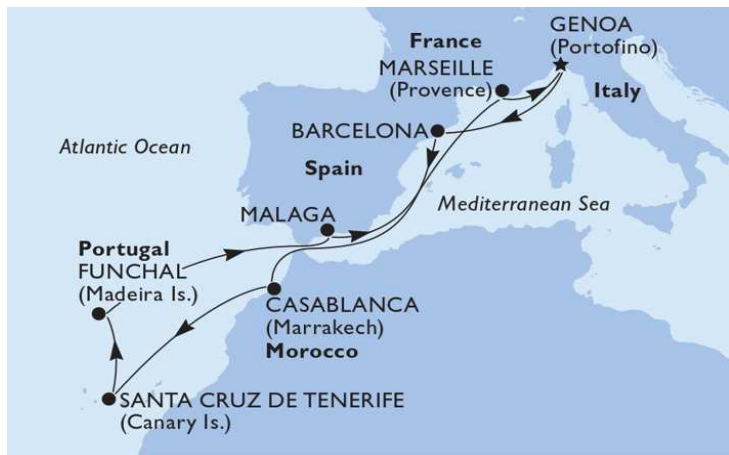 GENOA
(Portofino)
France
MARSEILLE
(Provence)
Italy
BARCELONA
Atlantic Ocean
Spain
Mediterranean Sea
MALAGA
Portugal
FUNCHAL
(Madeira Is.)
CASABLANCA
(Marrakech)
Morocco
SANTA CRUZ DE TENERIFE
(Canary Is.)